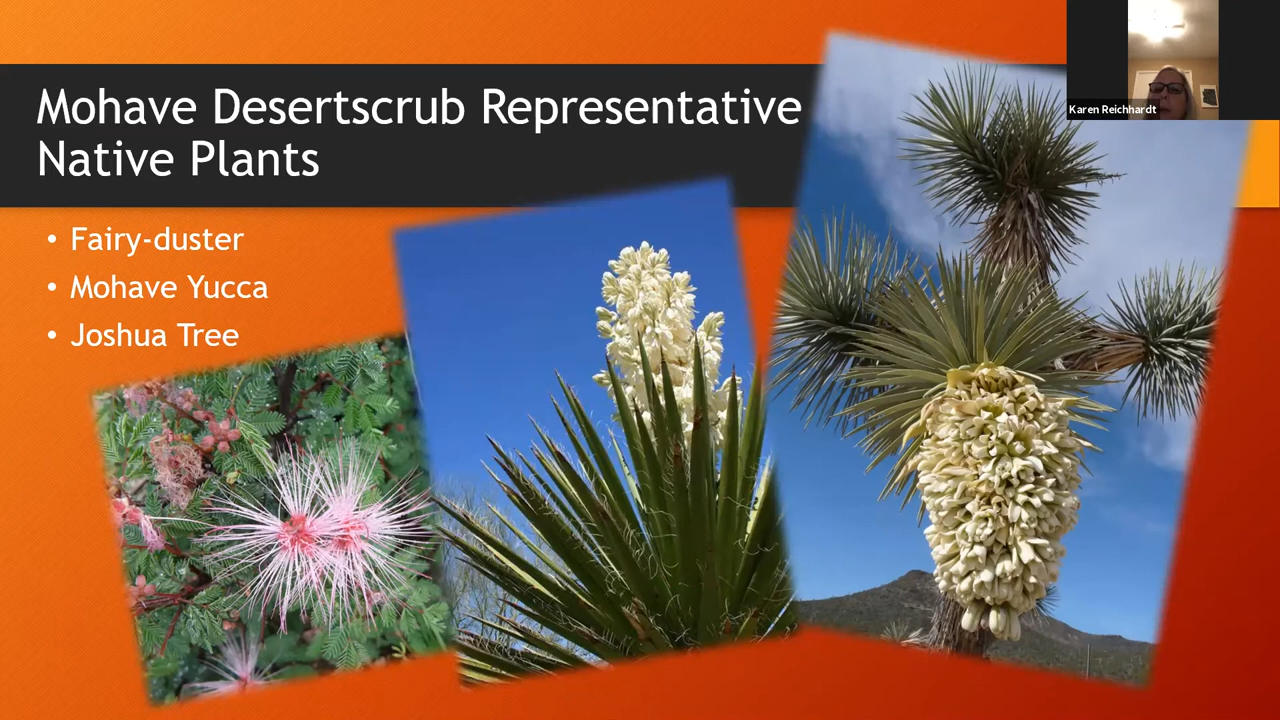 Mohave Desertscrub Representative
Native Plants
• Fairy-duster
• Mohave Yucca
• Joshua Tree
Karen Reichhardt